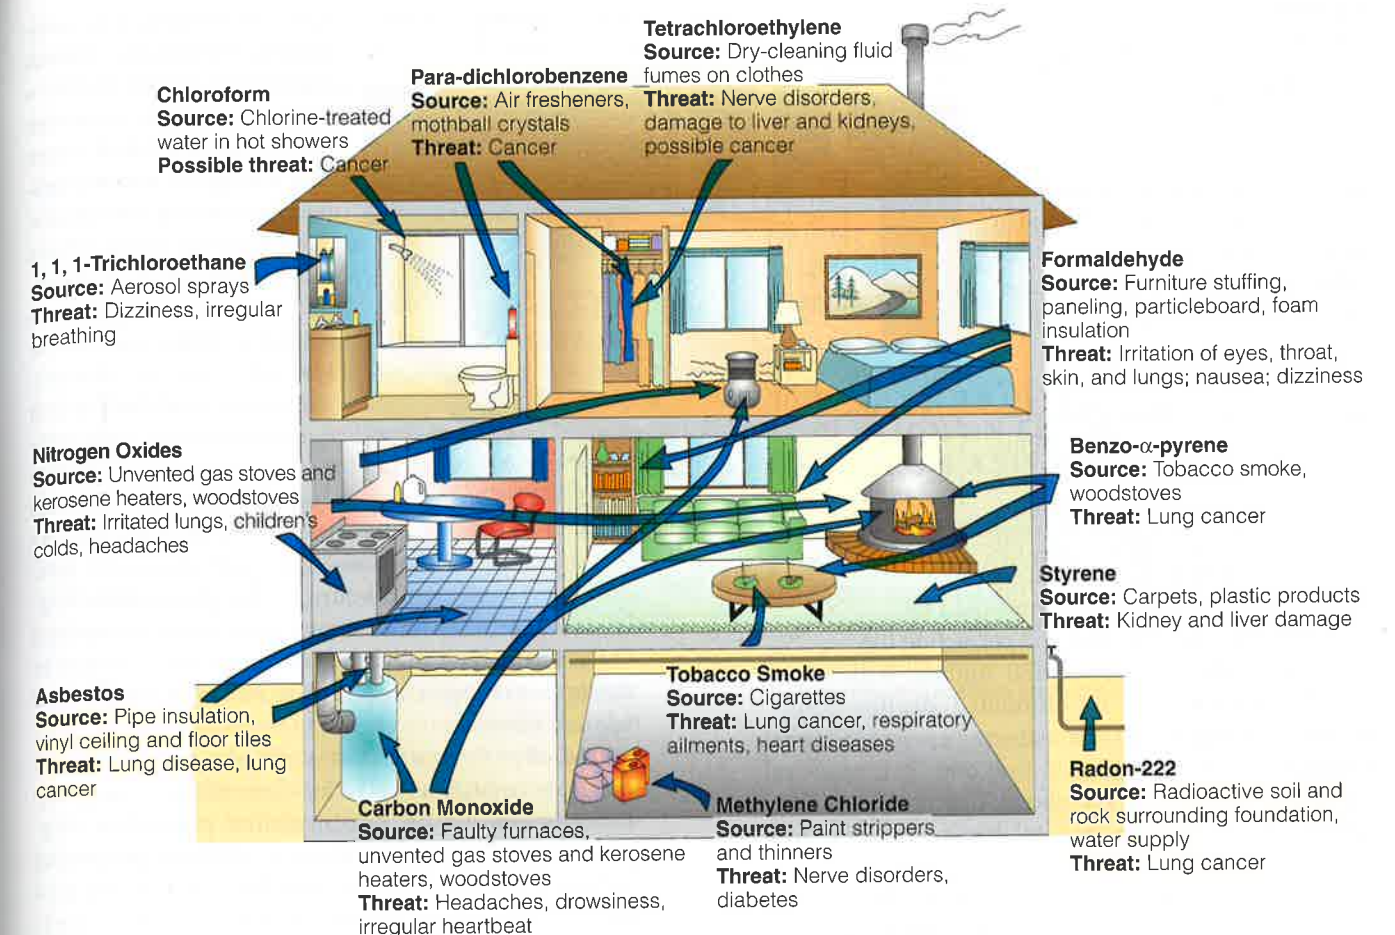 Tetrachloroethylene
Source: Dry-cleaning fluid
fumes on clothes
Threat: Nerve disorders,
damage to liver and kidneys,
possible cancer
Para-dichlorobenzene
Source: Air fresheners,
mothball crystals
Threat: Cancer
Chloroform
Source: Chlorine-treated
water in hot showers
Possible threat: Cancer
1, 1, 1-Trichloroethane
Source: Aerosol sprays
Threat: Dizziness, irregular
breathing
Formaldehyde
Source: Furniture stuffing,
paneling, particleboard, foam
insulation
Threat: Irritation of eyes, throat,
skin, and lungs; nausea; dizziness
Nitrogen Oxides
Source: Unvented gas stoves and
kerosene heaters, woodstoves
Threat: Irritated lungs, children's
colds, headaches
Benzo-α-pyrene
Source: Tobacco smoke,
woodstoves
Threat: Lung cancer
Styrene
Source: Carpets, plastic products
Threat: Kidney and liver damage
Asbestos
Source: Pipe insulation,
vinyl ceiling and floor tiles
Threat: Lung disease, lung
cancer
Tobacco Smoke
Source: Cigarettes
Threat: Lung cancer, respiratory
ailments, heart diseases
Radon-222
Source: Radioactive soil and
rock surrounding foundation,
water supply
Threat: Lung cancer
Carbon Monoxide
Source: Faulty furnaces,
unvented gas stoves and kerosene
heaters, woodstoves
Threat: Headaches, drowsiness,
irregular heartbeat
Methylene Chloride
Source: Paint strippers
and thinners
Threat: Nerve disorders,
diabetes